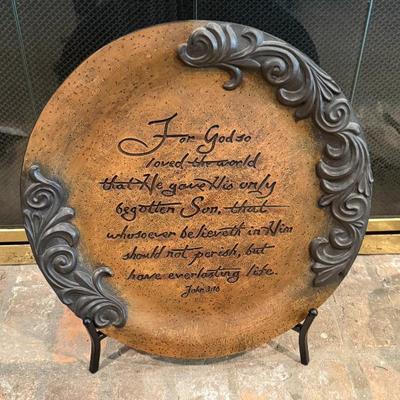 For God so
loved the world
that He gave His only
begotten Son, that
whosoever believeth in Him
should not perish, but
have everlasting life.
John 3:16